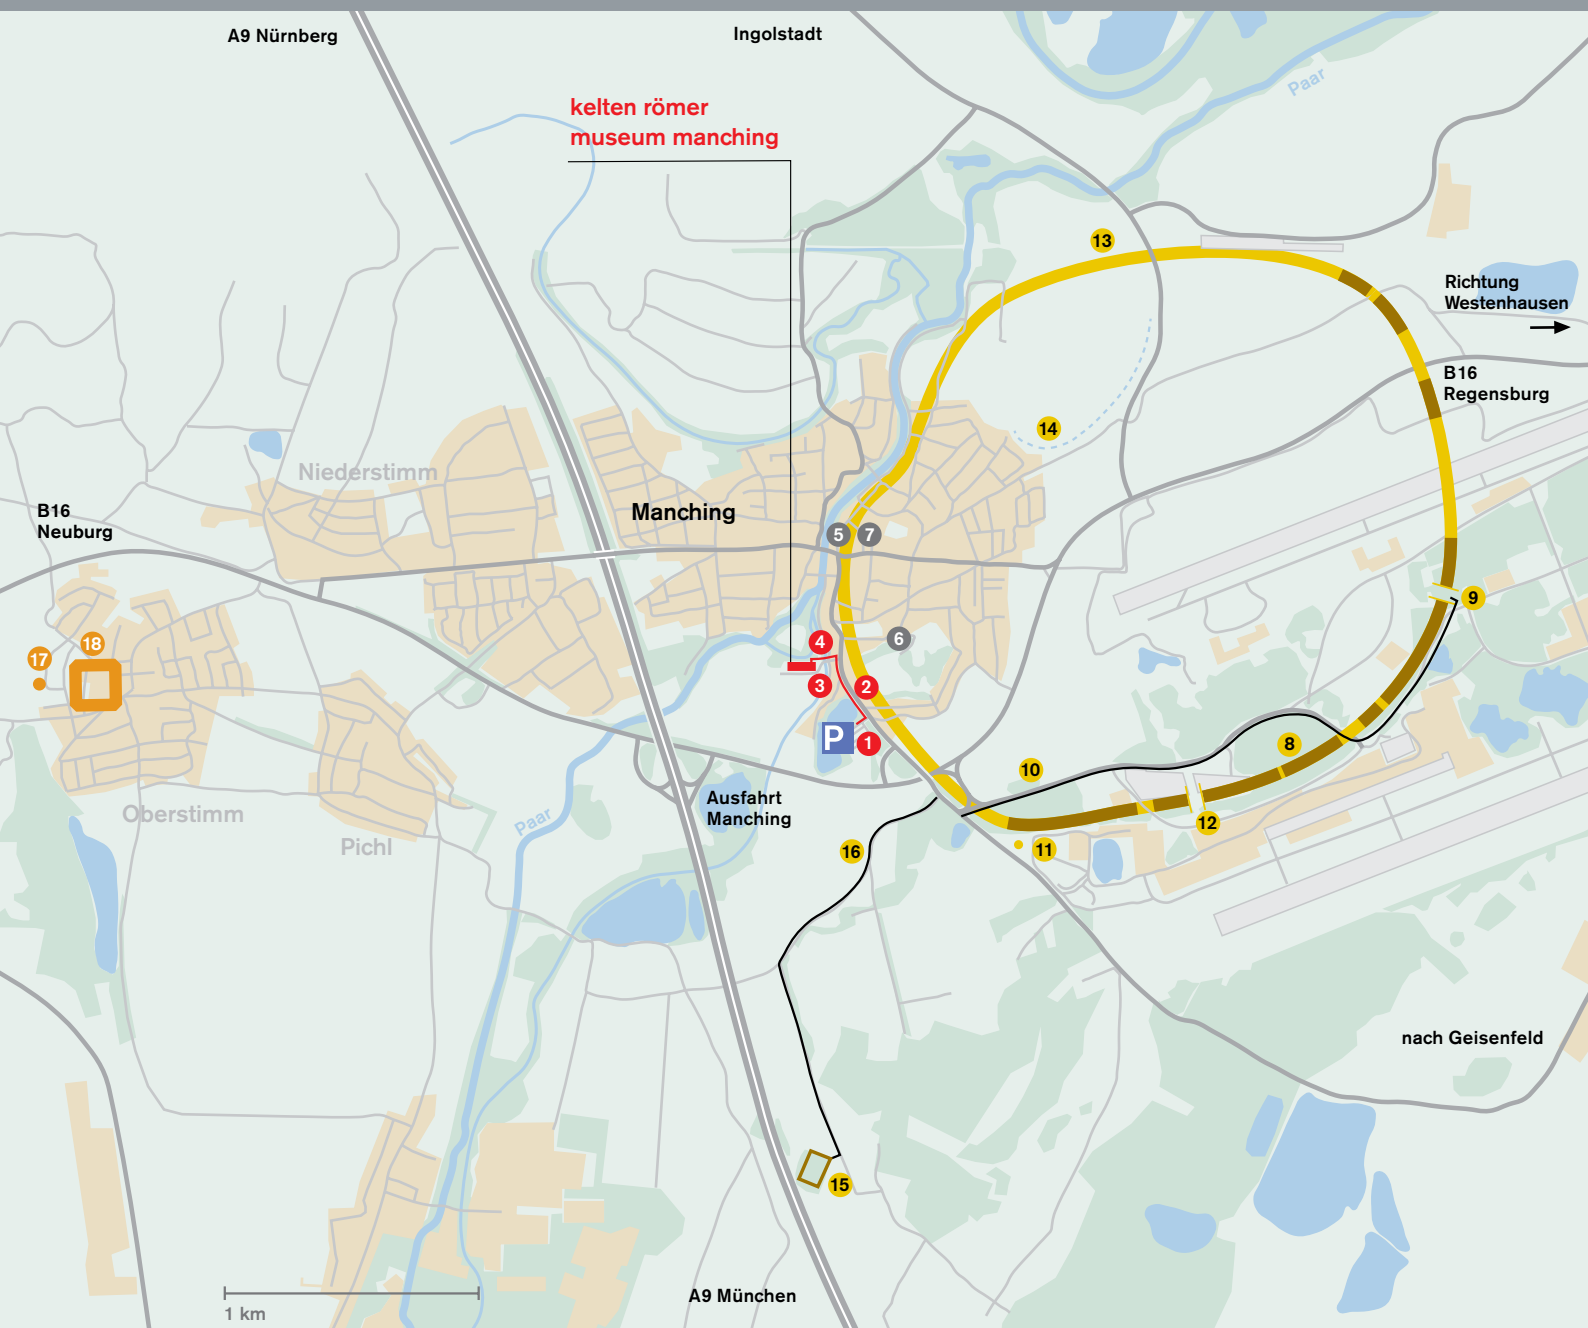 A9 Nürnberg
Ingolstadt
Paar
kelten römer
museum manching
13
Richtung
Westenhausen
B16
Regensburg
14
Niederstimm
Manching
B16
Neuburg
5
7
9
6
4
18
17
3
2
P
1
8
10
12
11
Ausfahrt
Manching
Oberstimm
Paar
Pichl
16
nach Geisenfeld
15
A9 München
1 km